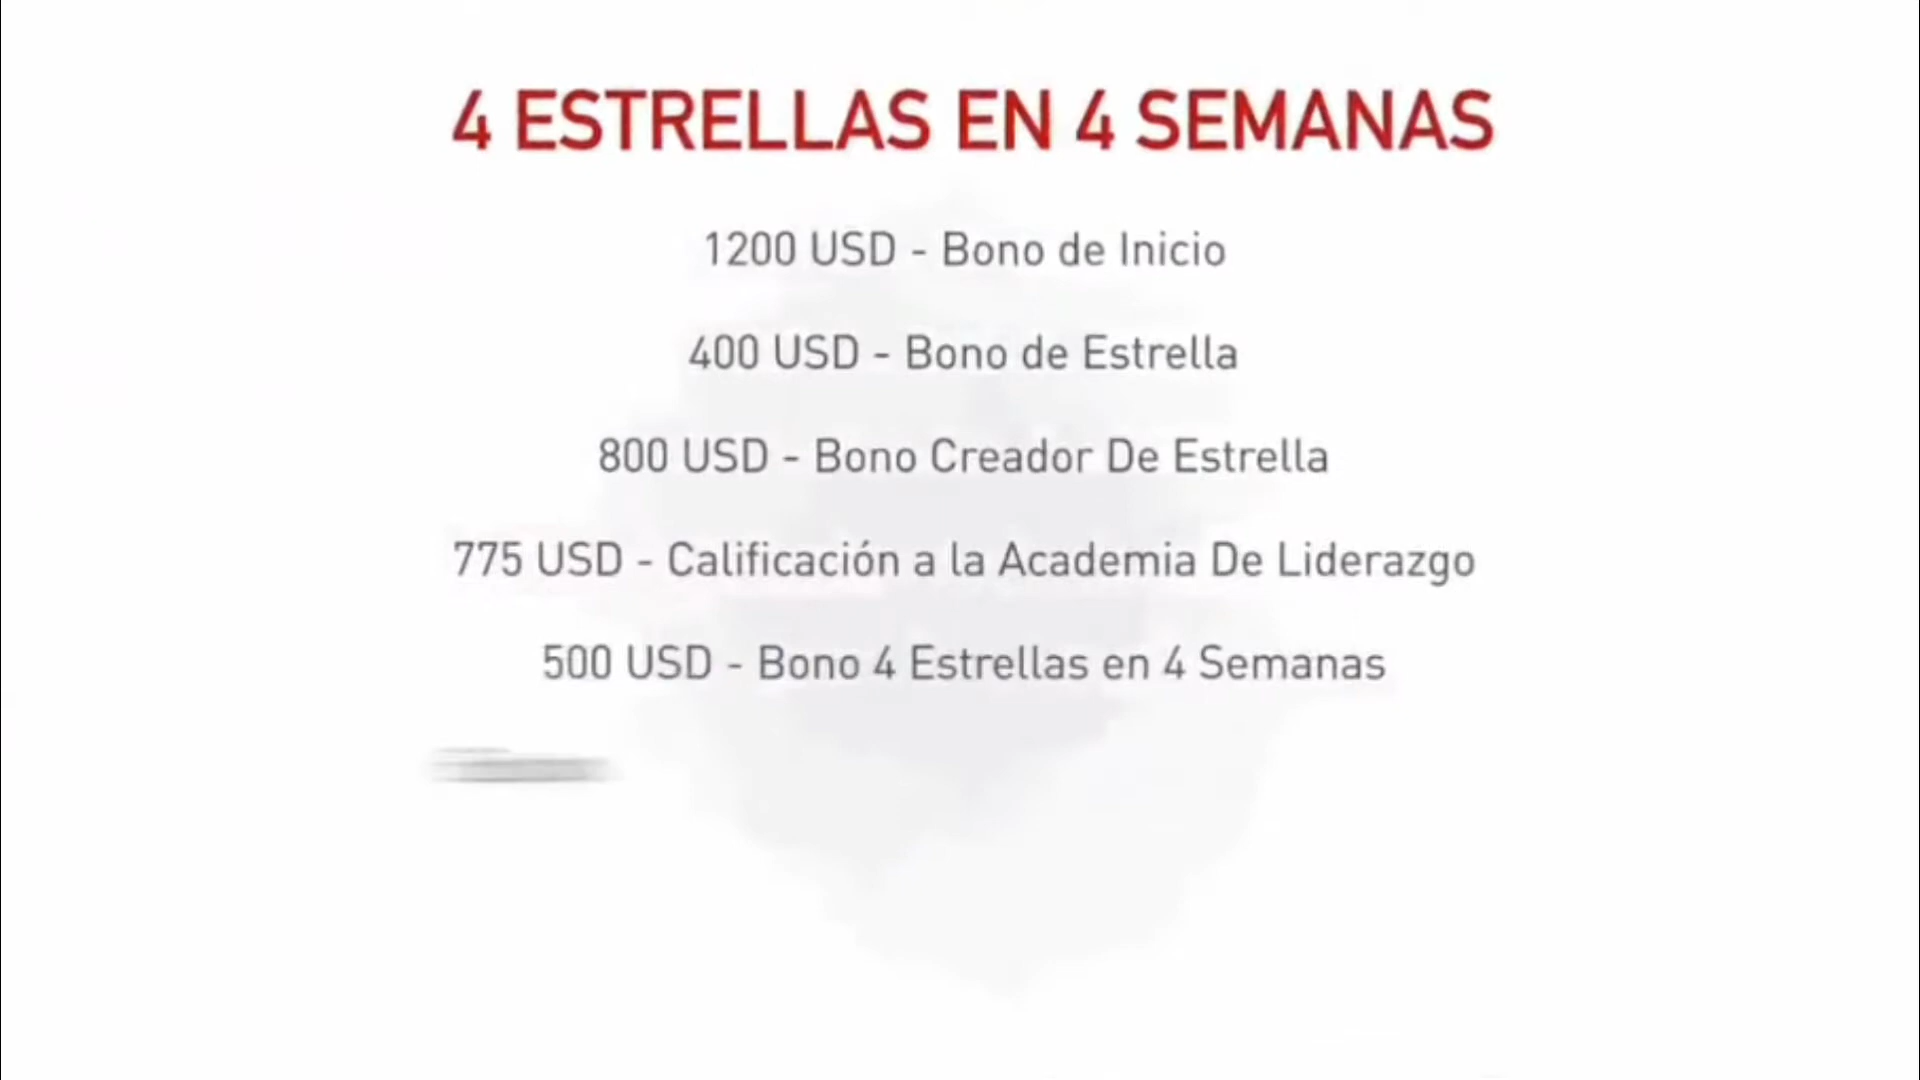 4 ESTRELLAS EN 4 SEMANAS
1200 USD - Bono de Inicio
400 USD - Bono de Estrella
800 USD - Bono Creador De Estrella
775 USD - Calificación a la Academia De Liderazgo
500 USD - Bono 4 Estrellas en 4 Semanas